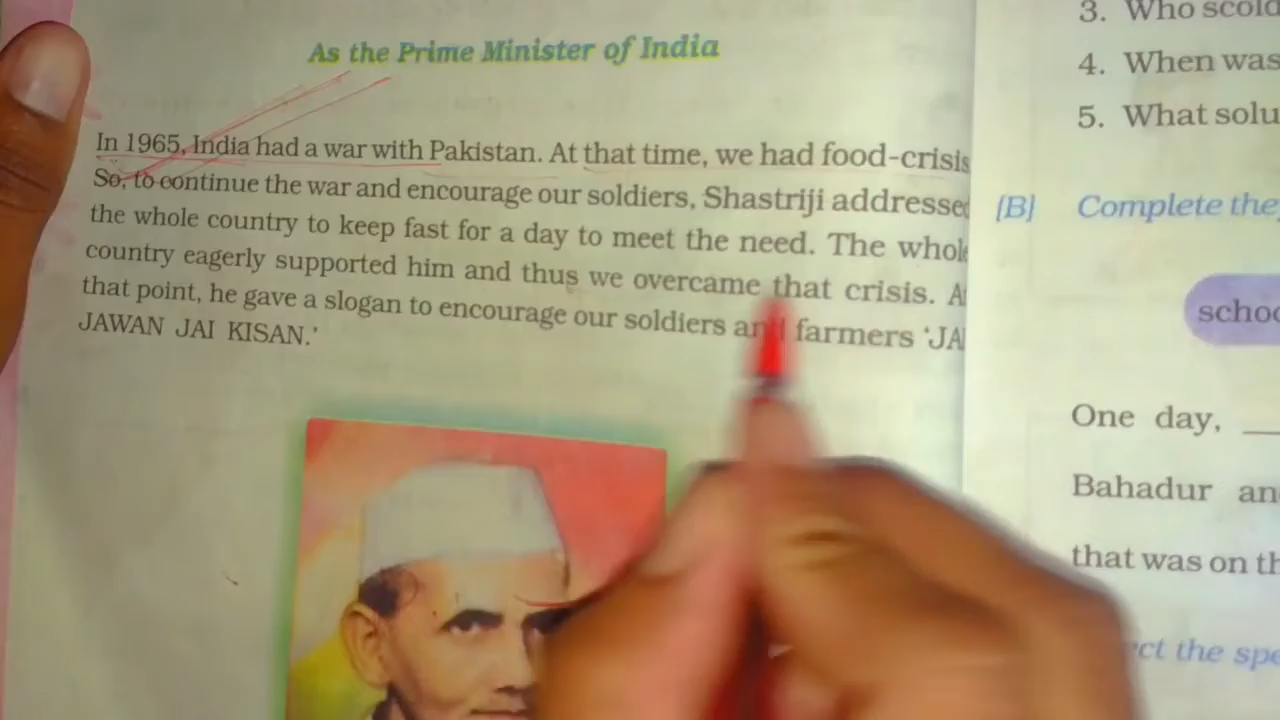 As the Prime Minister of India
In 1965, India had a war with Pakistan. At that time, we had food-crisis
So, to continue the war and encourage our soldiers, Shastriji addressed
the whole country to keep fast for a day to meet the need. The whole
country eagerly supported him and thus we overcame that crisis. At
that point, he gave a slogan to encourage our soldiers and farmers 'JA
JAWAN JAI KISAN.'
3. Who scold
4. When was
5. What solu
[B] Complete the
schoo
One day,
Bahadur an
that was on th
ct the spe